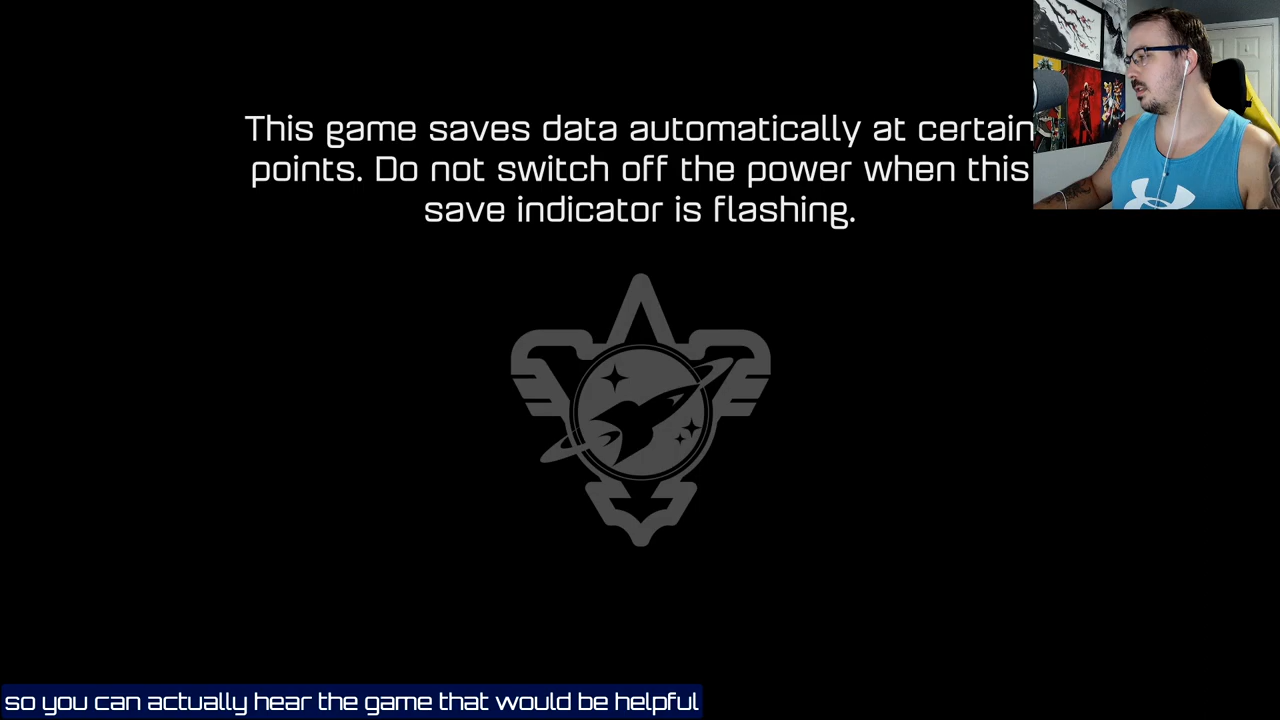 This game saves data automatically at certain
points. Do not switch off the power when this
save indicator is flashing.
so you can actually hear the game that would be helpful